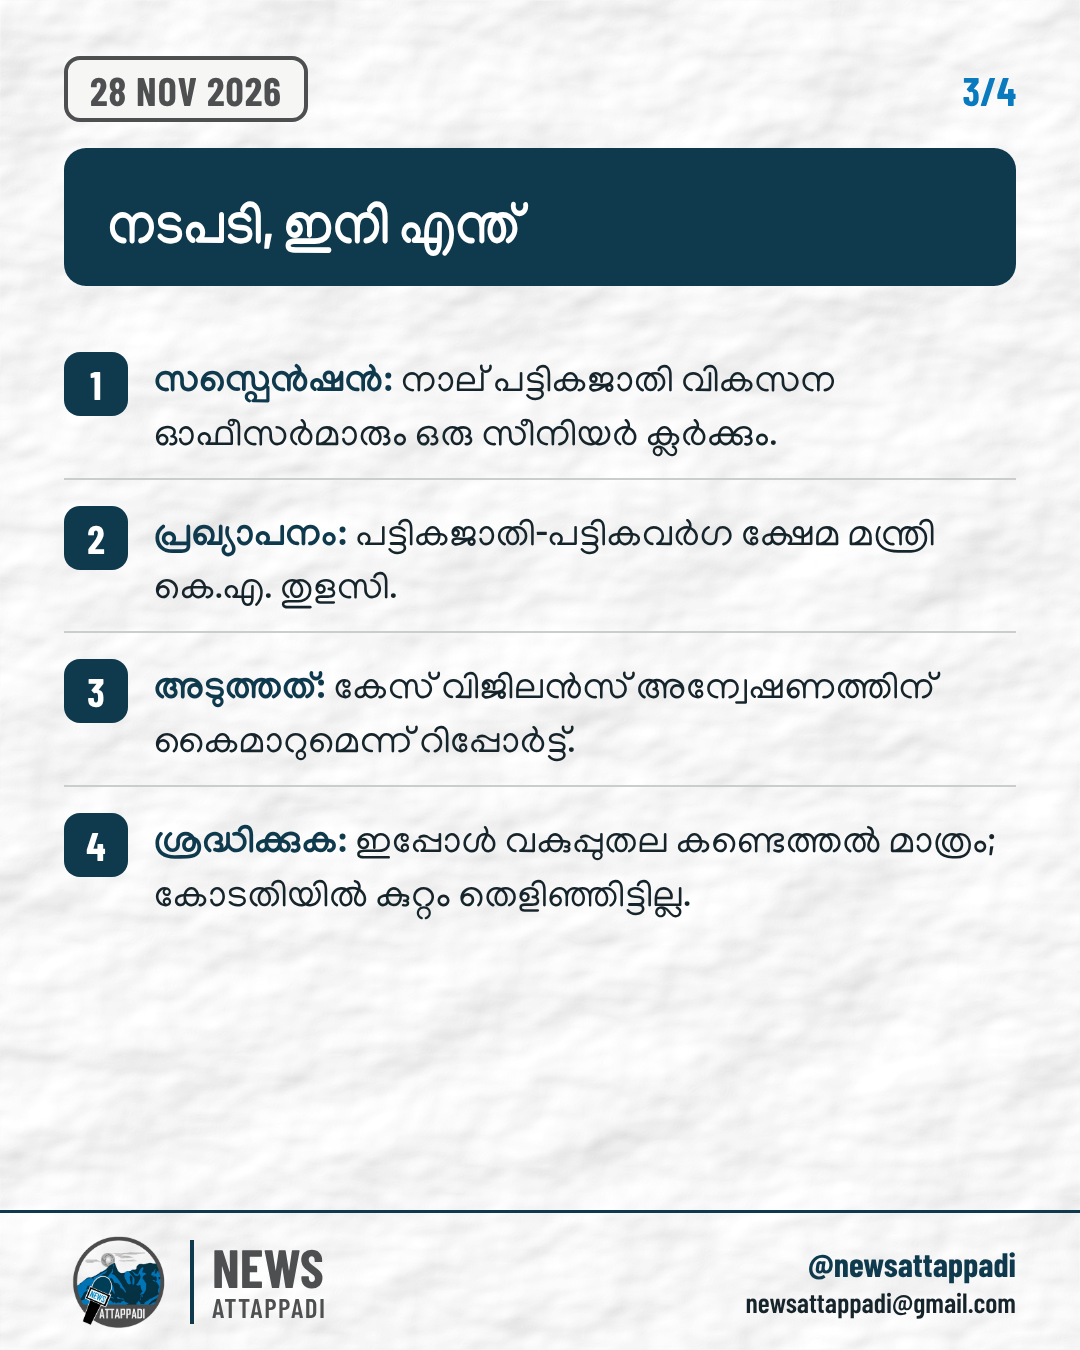 28 NOV 2026
3/4
നടപടി, ഇനി എന്ത്
1
സസ്പെൻഷൻ: നാല് പട്ടികജാതി വികസന
ഓഫീസർമാരും ഒരു സീനിയർ ക്ലർക്കും.
2
പ്രഖ്യാപനം: പട്ടികജാതി-പട്ടികവർഗ ക്ഷേമ മന്ത്രി
കെ.എ. തുളസി.
3
അടുത്തത്: കേസ് വിജിലൻസ് അന്വേഷണത്തിന്
കൈമാറുമെന്ന് റിപ്പോർട്ട്.
4
ശ്രദ്ധിക്കുക: ഇപ്പോൾ വകുപ്പുതല കണ്ടെത്തൽ മാത്രം;
കോടതിയിൽ കുറ്റം തെളിഞ്ഞിട്ടില്ല.
NEWS
ATTAPPADI
NEWS
ATTAPPADI
@newsattappadi
newsattappadi@gmail.com